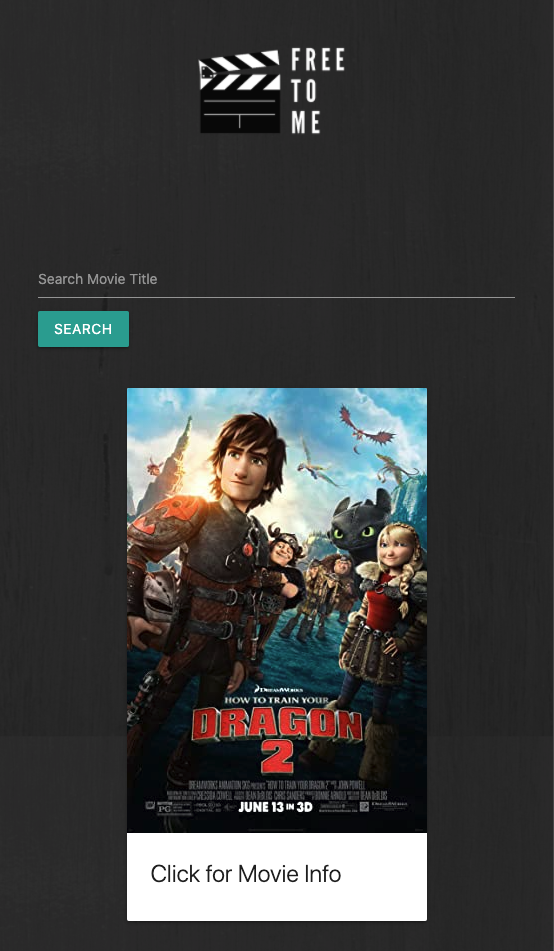 FREE
TO
ME
Search Movie Title
SEARCH
DREAMWORKS
HOW TO TRAIN YOUR
DRAGON
2
PG
JUNE 13 IN 3D
Click for Movie Info